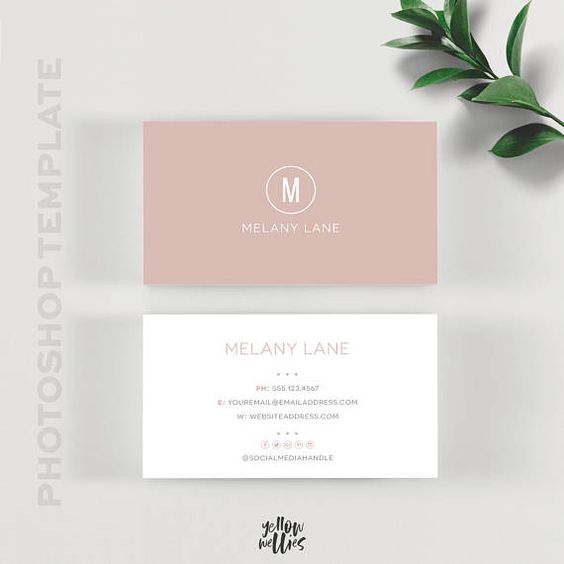 PHOTOSHOP TEMPLATE
M
MELANY LANE
MELANY LANE
PH: 555.123.4567
E: YOUREMAIL@EMAILADDRESS.COM
W: WEBSITEADDRESS.COM
@SOCIALMEDIAHANDLE
yellow
wellies